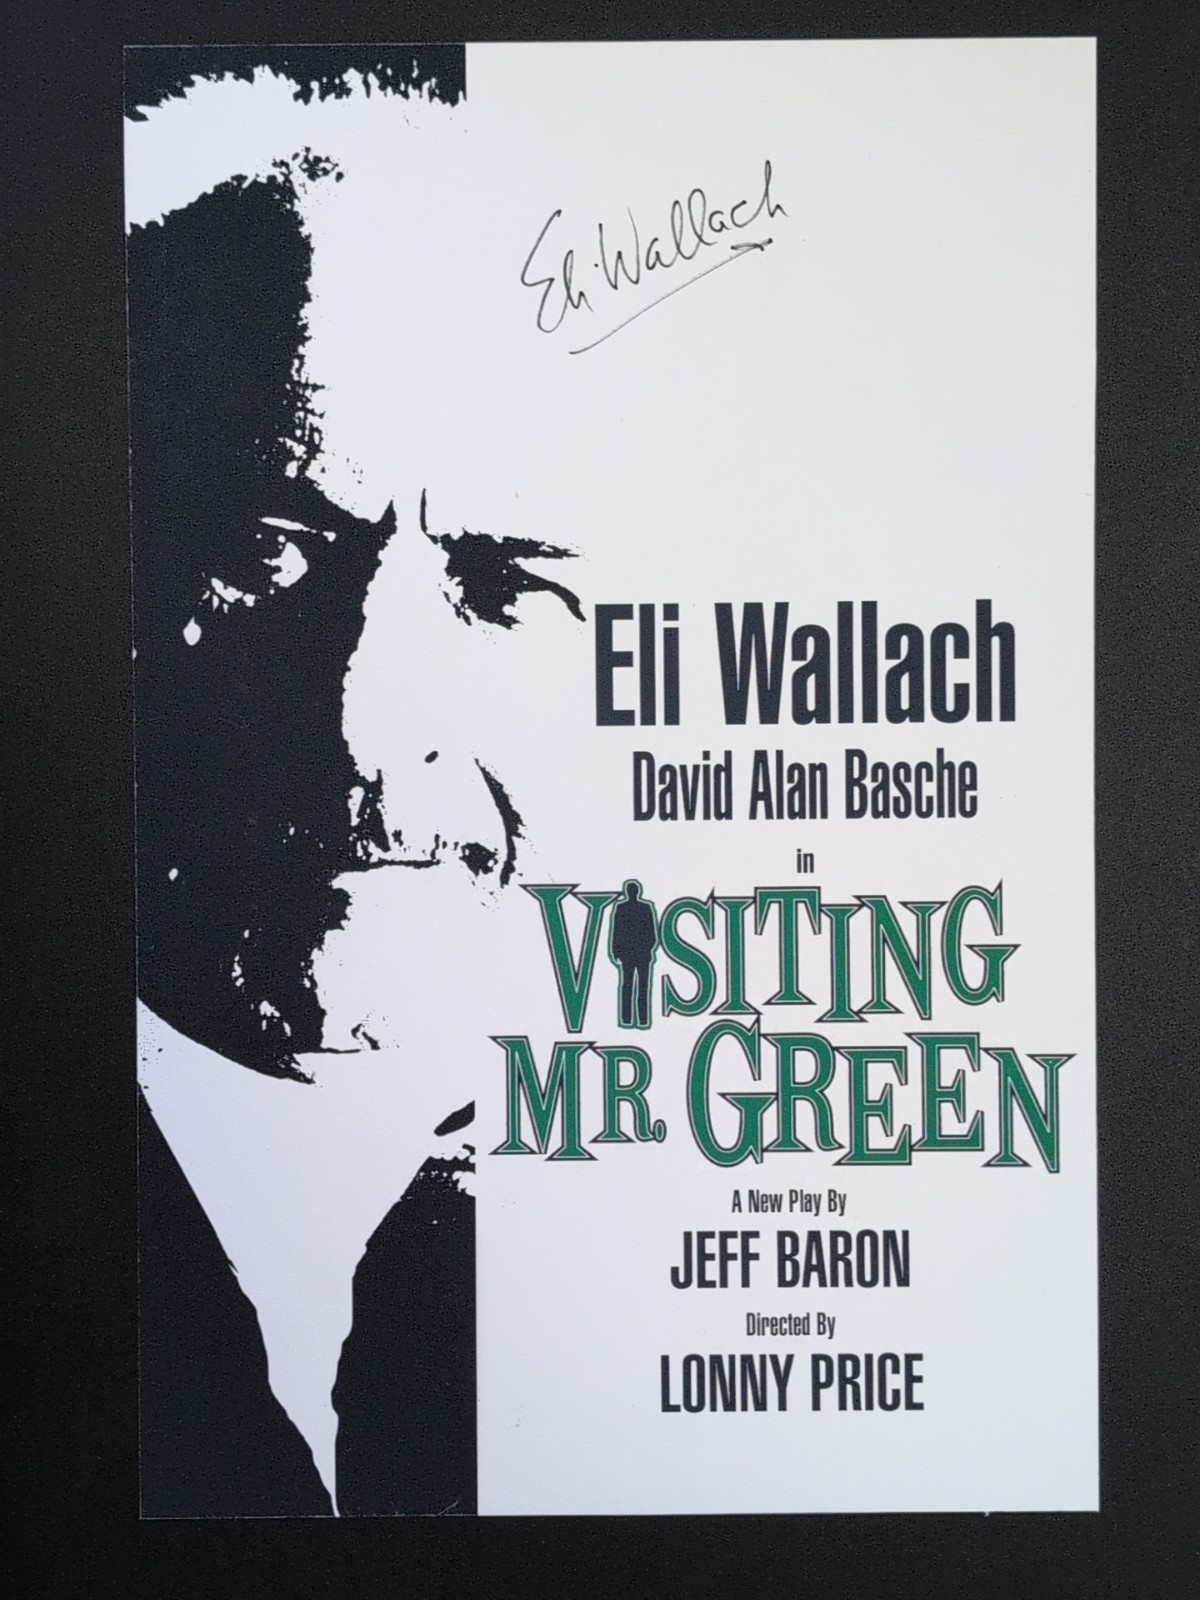 Eli Wallach
Eli Wallach
David Alan Basche
in
VISITING
MR. GREEN
A New Play By
JEFF BARON
Directed By
LONNY PRICE